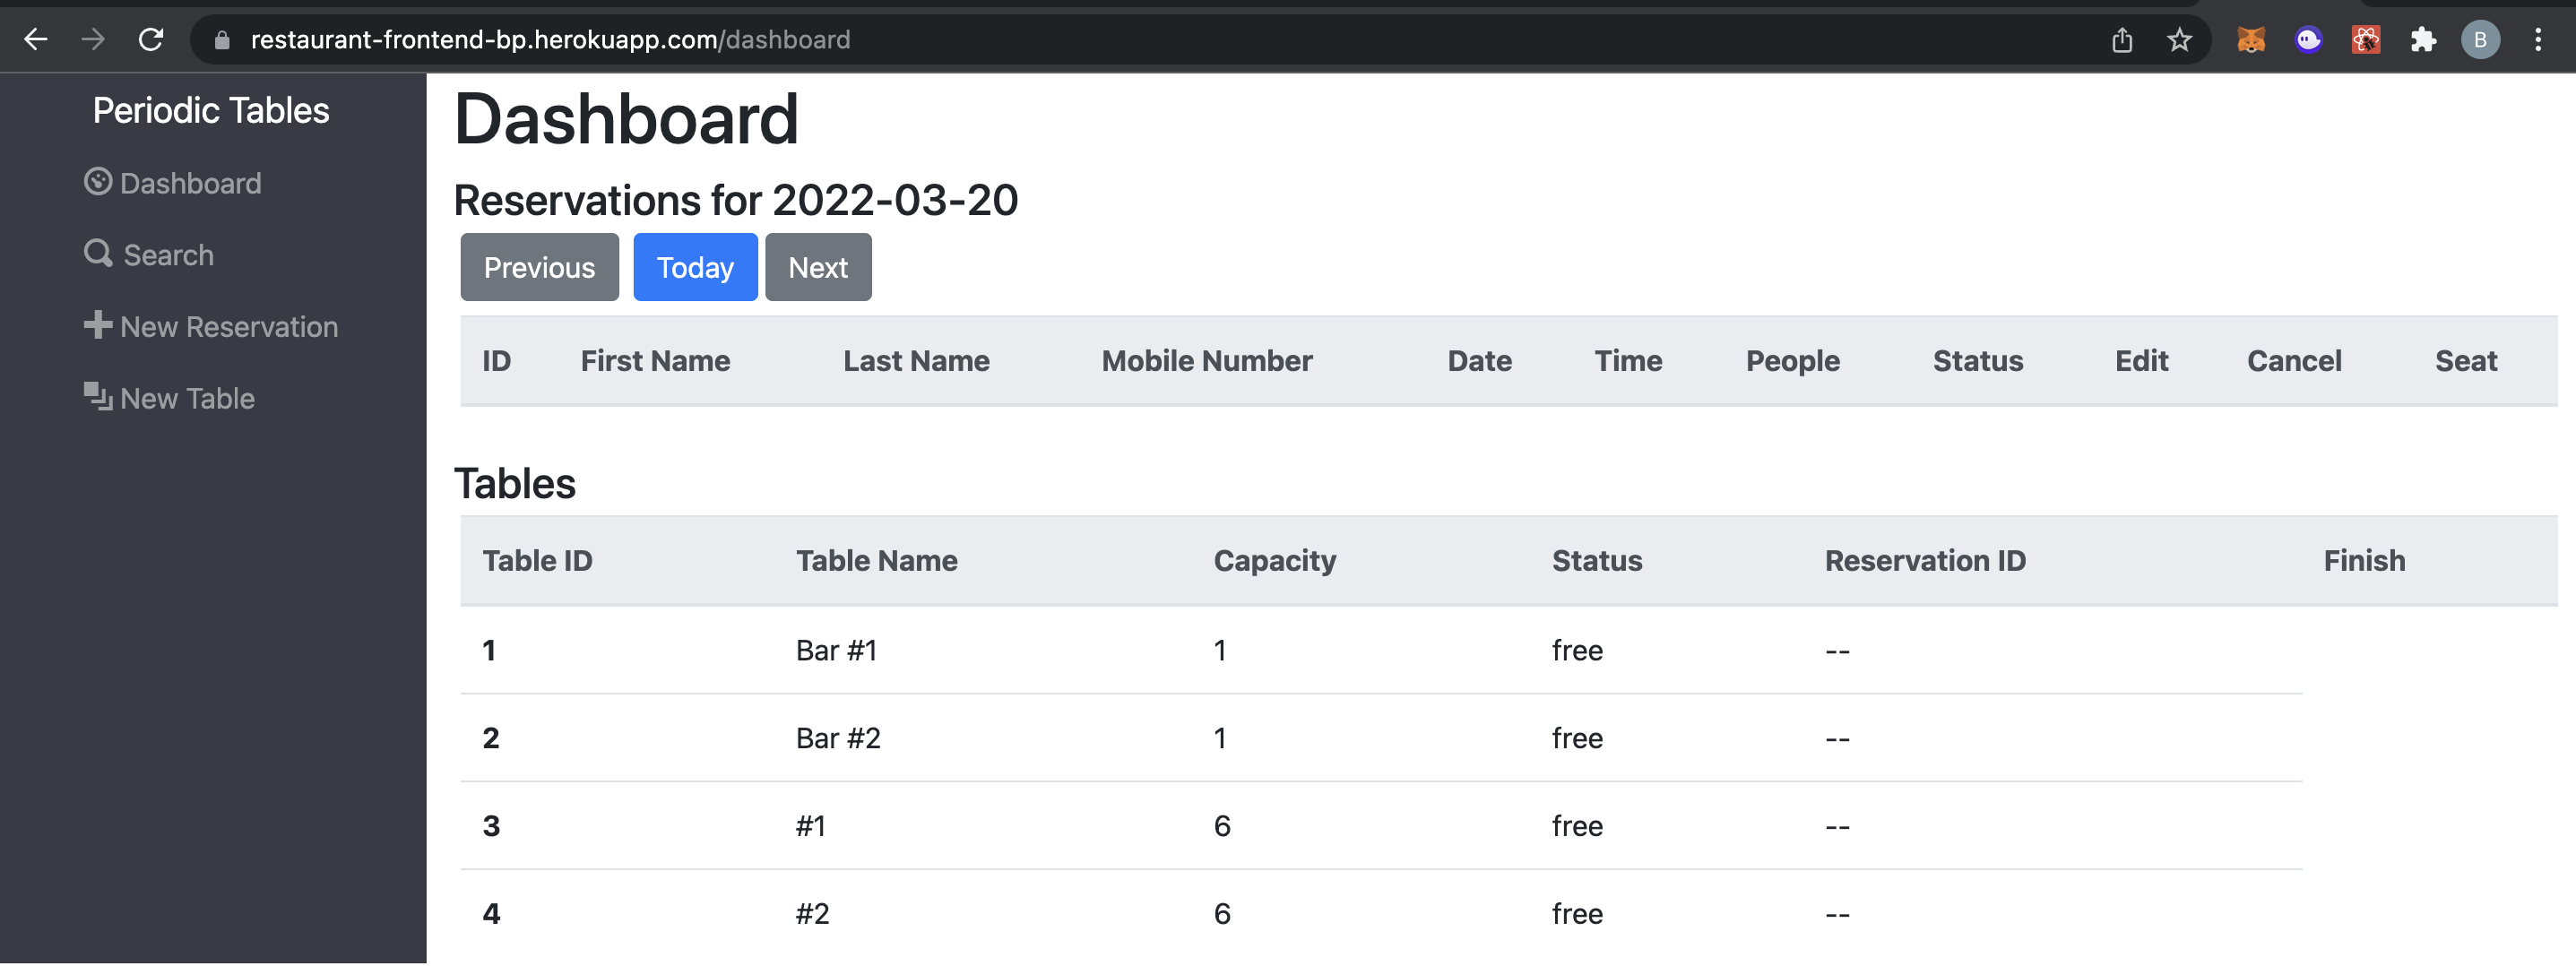 restaurant-frontend-bp.herokuapp.com/dashboard
B
Periodic Tables
Dashboard
Search
New Reservation
New Table
Dashboard
Reservations for 2022-03-20
Previous Today Next
ID First Name Last Name Mobile Number Date Time People Status Edit Cancel Seat
Tables
Table ID Table Name Capacity Status Reservation ID Finish
1 Bar #1 1 free --
2 Bar #2 1 free --
3 #1 6 free --
4 #2 6 free --